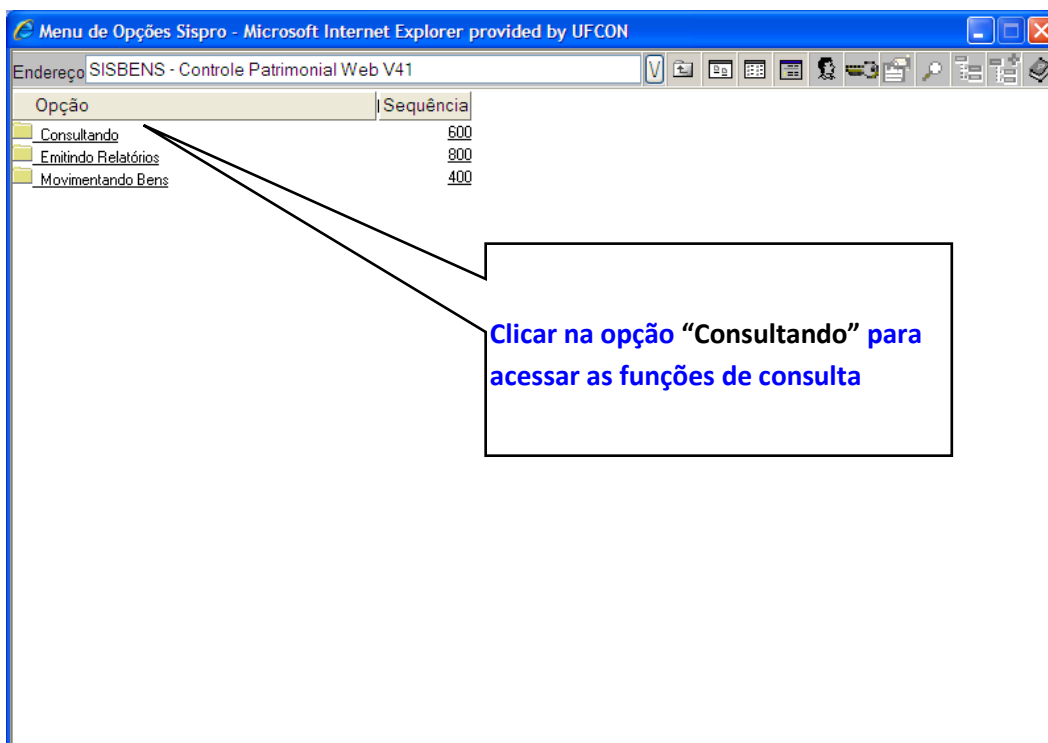 Menu de Opções Sispro - Microsoft Internet Explorer provided by UFCON
Endereço SISBENS - Controle Patrimonial Web V41 V
Opção Sequência
Consultando 600
Emitindo Relatórios 800
Movimentando Bens 400
Clicar na opção “Consultando” para
acessar as funções de consulta